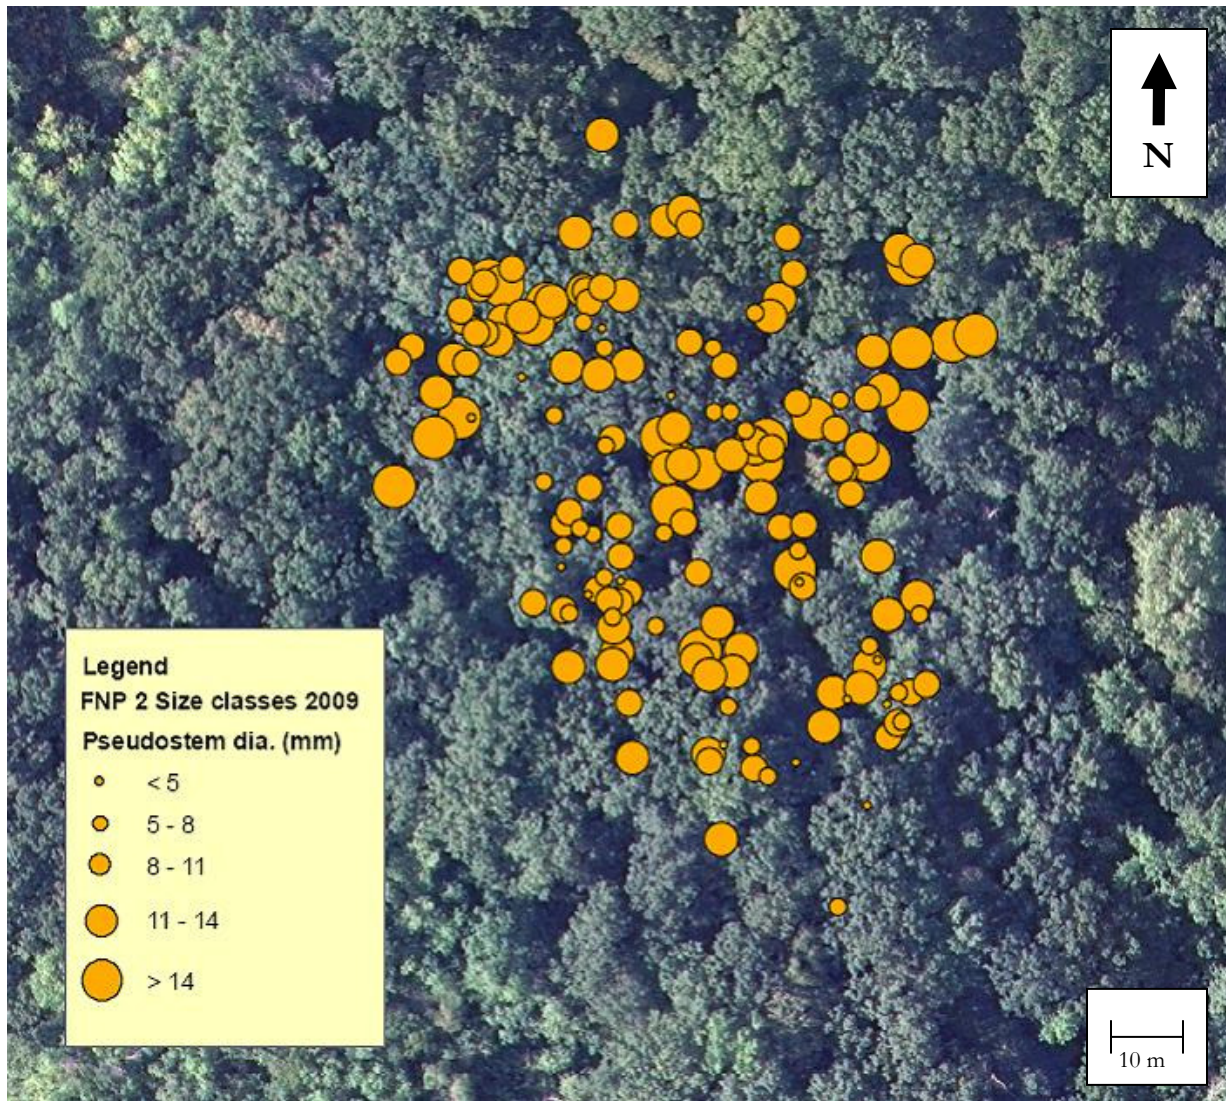 N
Legend
FNP 2 Size classes 2009
Pseudostem dia. (mm)
< 5
5 - 8
8 - 11
11 - 14
> 14
10 m